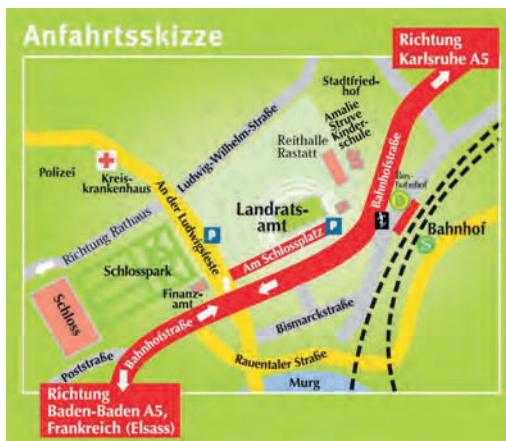 Anfahrtsskizze
Richtung
Karlsruhe A5
Stadtfried-
hof
Amalie
Struve
Kinder-
schule
Reithalle
Rastatt
Ludwig-Wilhelm-Straße
Polizei
Kreis-
krankenhaus
An der Ludwigsfeste
Richtung Rathaus
Landrats-
amt
P
P
Bahnhofstraße
Bahnhof
S
Am Schlossplatz
Schlosspark
Finanz-
amt
Schloss
Bismarckstraße
Bahnhofstraße
Poststraße
Rauentaler Straße
Murg
Richtung
Baden-Baden A5,
Frankreich (Elsass)